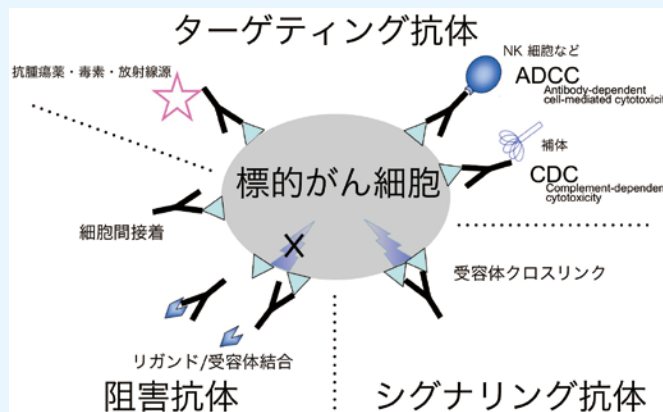 ターゲティング抗体
抗腫瘍薬・毒素・放射線源
NK 細胞など
ADCC
Antibody-dependent
cell-mediated cytotoxicity
補体
CDC
Complement-dependent
cytotoxicity
標的がん細胞
細胞間接着
受容体クロスリンク
リガンド/受容体結合
阻害抗体
シグナリング抗体